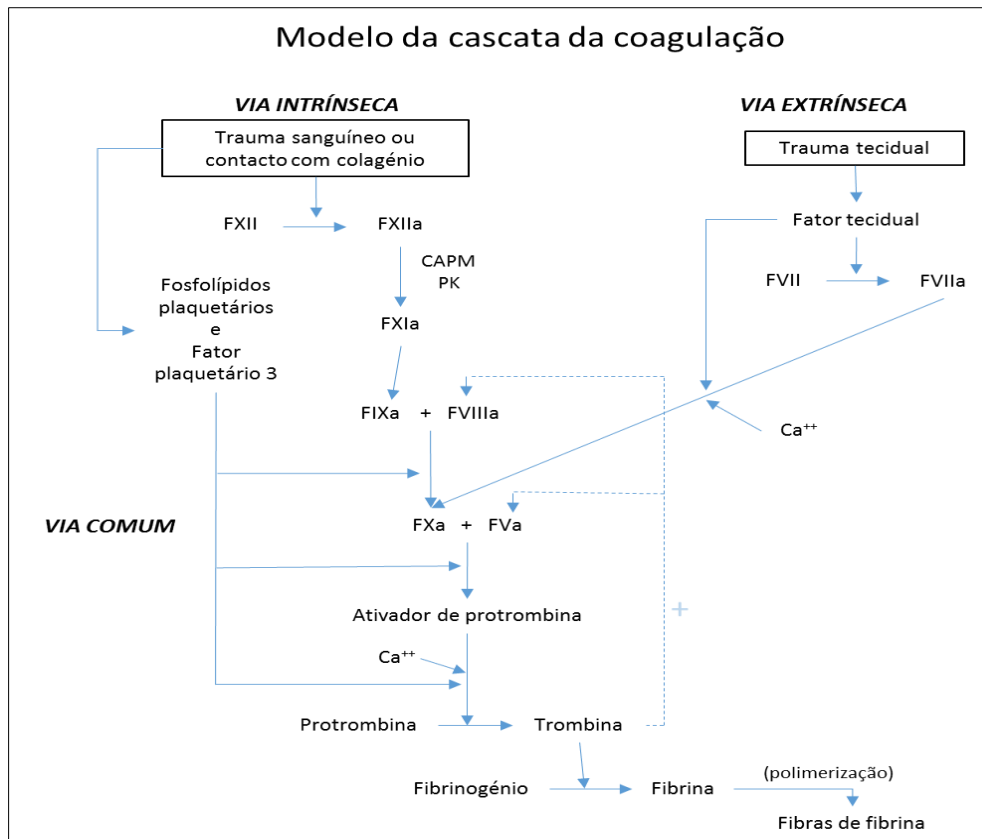 Modelo da cascata da coagulação
VIA INTRÍNSECA
VIA EXTRÍNSECA
Trauma sanguíneo ou
contacto com colagénio
Trauma tecidual
FXII
FXIIa
Fator tecidual
CAPM
PK
FVII
FVIIa
Fosfolípidos
plaquetários
e
Fator
plaquetário 3
FXIa
FIXa + FVIIIa
Ca⁺⁺
VIA COMUM
FXa + FVa
Ativador de protrombina
+
Ca⁺⁺
Protrombina
Trombina
Fibrinogénio
Fibrina
(polimerização)
Fibras de fibrina